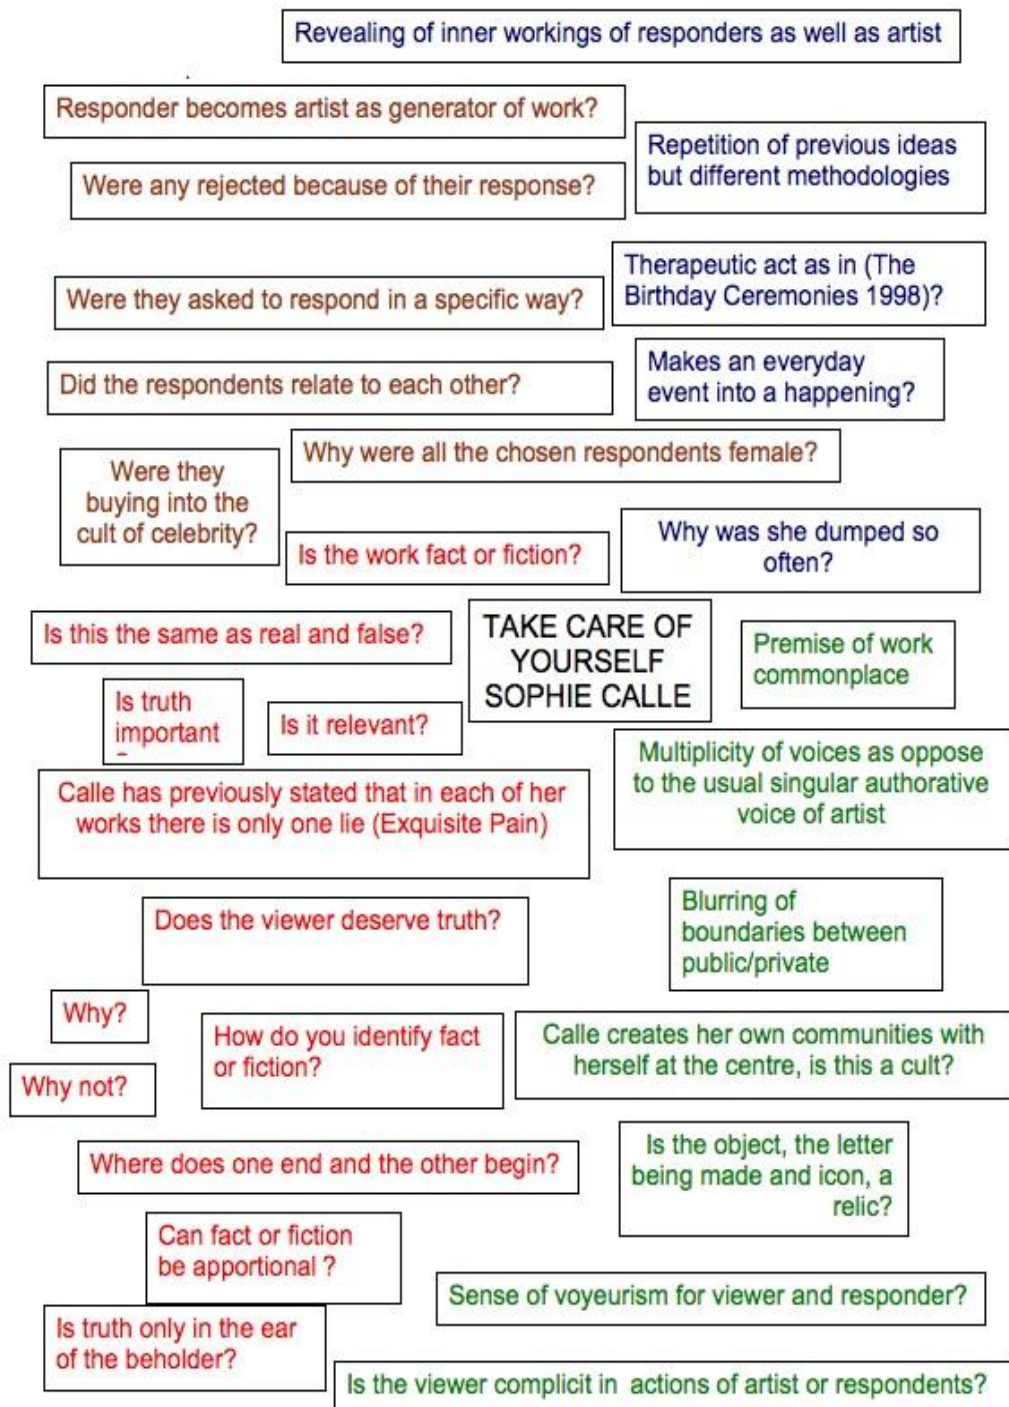 Revealing of inner workings of responders as well as artist
Responder becomes artist as generator of work?
Repetition of previous ideas
but different methodologies
Were any rejected because of their response?
Therapeutic act as in (The
Birthday Ceremonies 1998)?
Were they asked to respond in a specific way?
Makes an everyday
event into a happening?
Did the respondents relate to each other?
Why were all the chosen respondents female?
Were they
buying into the
cult of celebrity?
Why was she dumped so
often?
Is the work fact or fiction?
TAKE CARE OF
YOURSELF
SOPHIE CALLE
Is this the same as real and false?
Premise of work
commonplace
Is truth
important
Is it relevant?
Multiplicity of voices as oppose
to the usual singular authorative
voice of artist
Calle has previously stated that in each of her
works there is only one lie (Exquisite Pain)
Blurring of
boundaries between
public/private
Does the viewer deserve truth?
Why?
How do you identify fact
or fiction?
Calle creates her own communities with
herself at the centre, is this a cult?
Why not?
Is the object, the letter
being made and icon, a
relic?
Where does one end and the other begin?
Can fact or fiction
be apportional ?
Sense of voyeurism for viewer and responder?
Is truth only in the ear
of the beholder?
Is the viewer complicit in actions of artist or respondents?